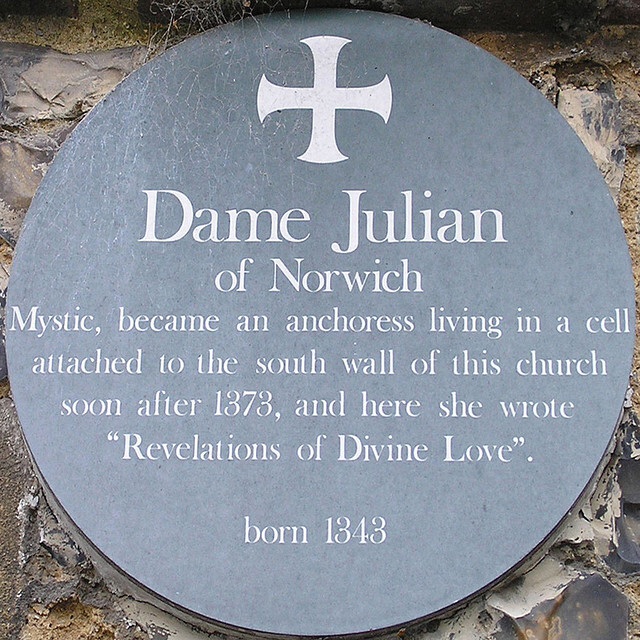 Dame Julian
of Norwich
Mystic, became an anchoress living in a cell
attached to the south wall of this church
soon after 1373, and here she wrote
“Revelations of Divine Love”.
born 1343